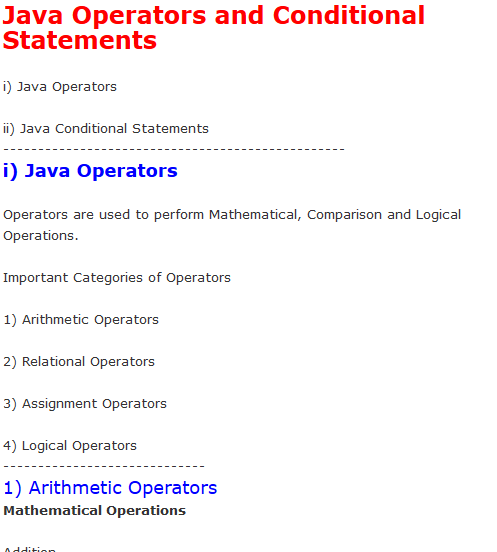 Java Operators and Conditional
Statements
i) Java Operators
ii) Java Conditional Statements
-------------------------------------------------
i) Java Operators
Operators are used to perform Mathematical, Comparison and Logical
Operations.
Important Categories of Operators
1) Arithmetic Operators
2) Relational Operators
3) Assignment Operators
4) Logical Operators
-----------------------------
1) Arithmetic Operators
Mathematical Operations
Addition